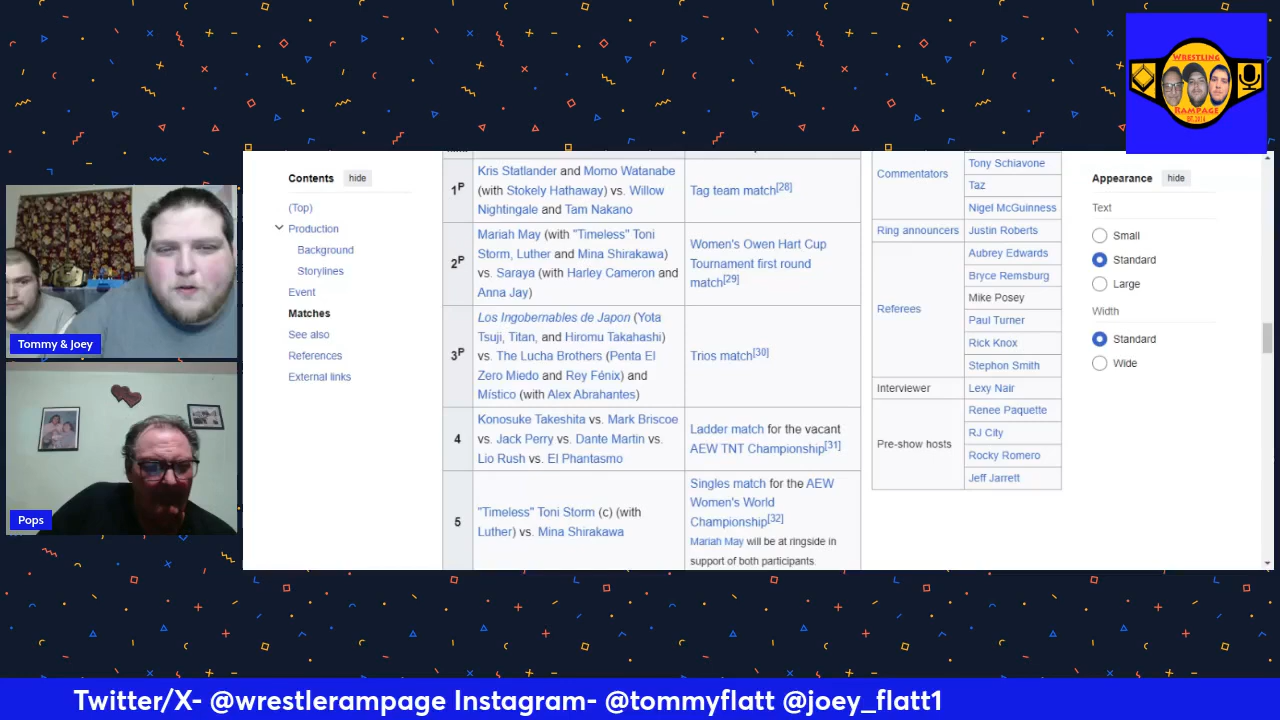 WRESTLING
RAMPAGE
EST. 2016
Tommy & Joey
Pops
Contents hide
(Top)
Production
Background
Storylines
Event
Matches
See also
References
External links
1P
Kris Statlander and Momo Watanabe
(with Stokely Hathaway) vs. Willow
Nightingale and Tam Nakano
Tag team match[28]
2P
Mariah May (with "Timeless" Toni
Storm, Luther and Mina Shirakawa)
vs. Saraya (with Harley Cameron and
Anna Jay)
Women's Owen Hart Cup
Tournament first round
match[29]
3P
Los Ingobernables de Japon (Yota
Tsuji, Titan, and Hiromu Takahashi)
vs. The Lucha Brothers (Penta El
Zero Miedo and Rey Fénix) and
Místico (with Alex Abrahantes)
Trios match[30]
4
Konosuke Takeshita vs. Mark Briscoe
vs. Jack Perry vs. Dante Martin vs.
Lio Rush vs. El Phantasmo
Ladder match for the vacant
AEW TNT Championship[31]
5
"Timeless" Toni Storm (c) (with
Luther) vs. Mina Shirakawa
Singles match for the AEW
Women's World
Championship[32]
Mariah May will be at ringside in
support of both participants.
Commentators
Tony Schiavone
Taz
Nigel McGuinness
Ring announcers Justin Roberts
Referees
Aubrey Edwards
Bryce Remsburg
Mike Posey
Paul Turner
Rick Knox
Stephon Smith
Interviewer Lexy Nair
Pre-show hosts
Renee Paquette
RJ City
Rocky Romero
Jeff Jarrett
Appearance hide
Text
Small
Standard
Large
Width
Standard
Wide
Twitter/X- @wrestlerampage Instagram- @tommyflatt @joey_flatt1